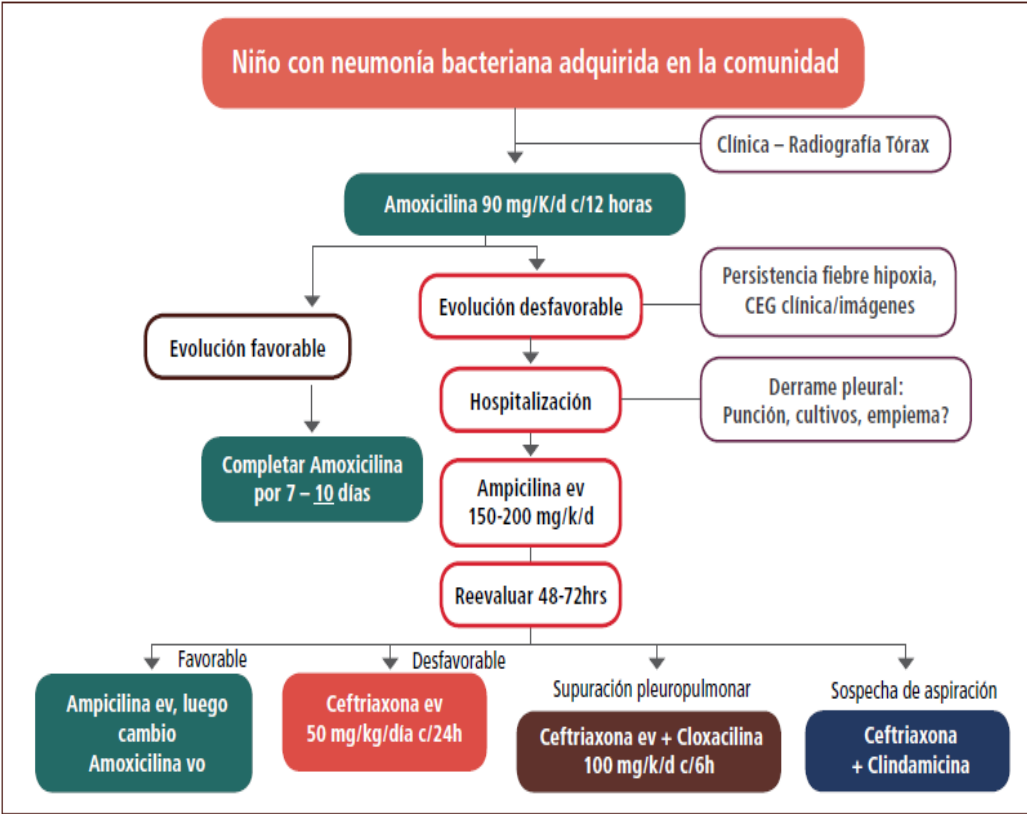 Niño con neumonía bacteriana adquirida en la comunidad
Clínica – Radiografía Tórax
Amoxicilina 90 mg/K/d c/12 horas
Persistencia fiebre hipoxia,
CEG clínica/imágenes
Evolución desfavorable
Evolución favorable
Derrame pleural:
Punción, cultivos, empiema?
Hospitalización
Completar Amoxicilina
por 7 – 10 días
Ampicilina ev
150-200 mg/k/d
Reevaluar 48-72hrs
Favorable
Desfavorable
Supuración pleuropulmonar
Sospecha de aspiración
Ampicilina ev, luego
cambio
Amoxicilina vo
Ceftriaxona ev
50 mg/kg/día c/24h
Ceftriaxona ev + Cloxacilina
100 mg/k/d c/6h
Ceftriaxona
+ Clindamicina